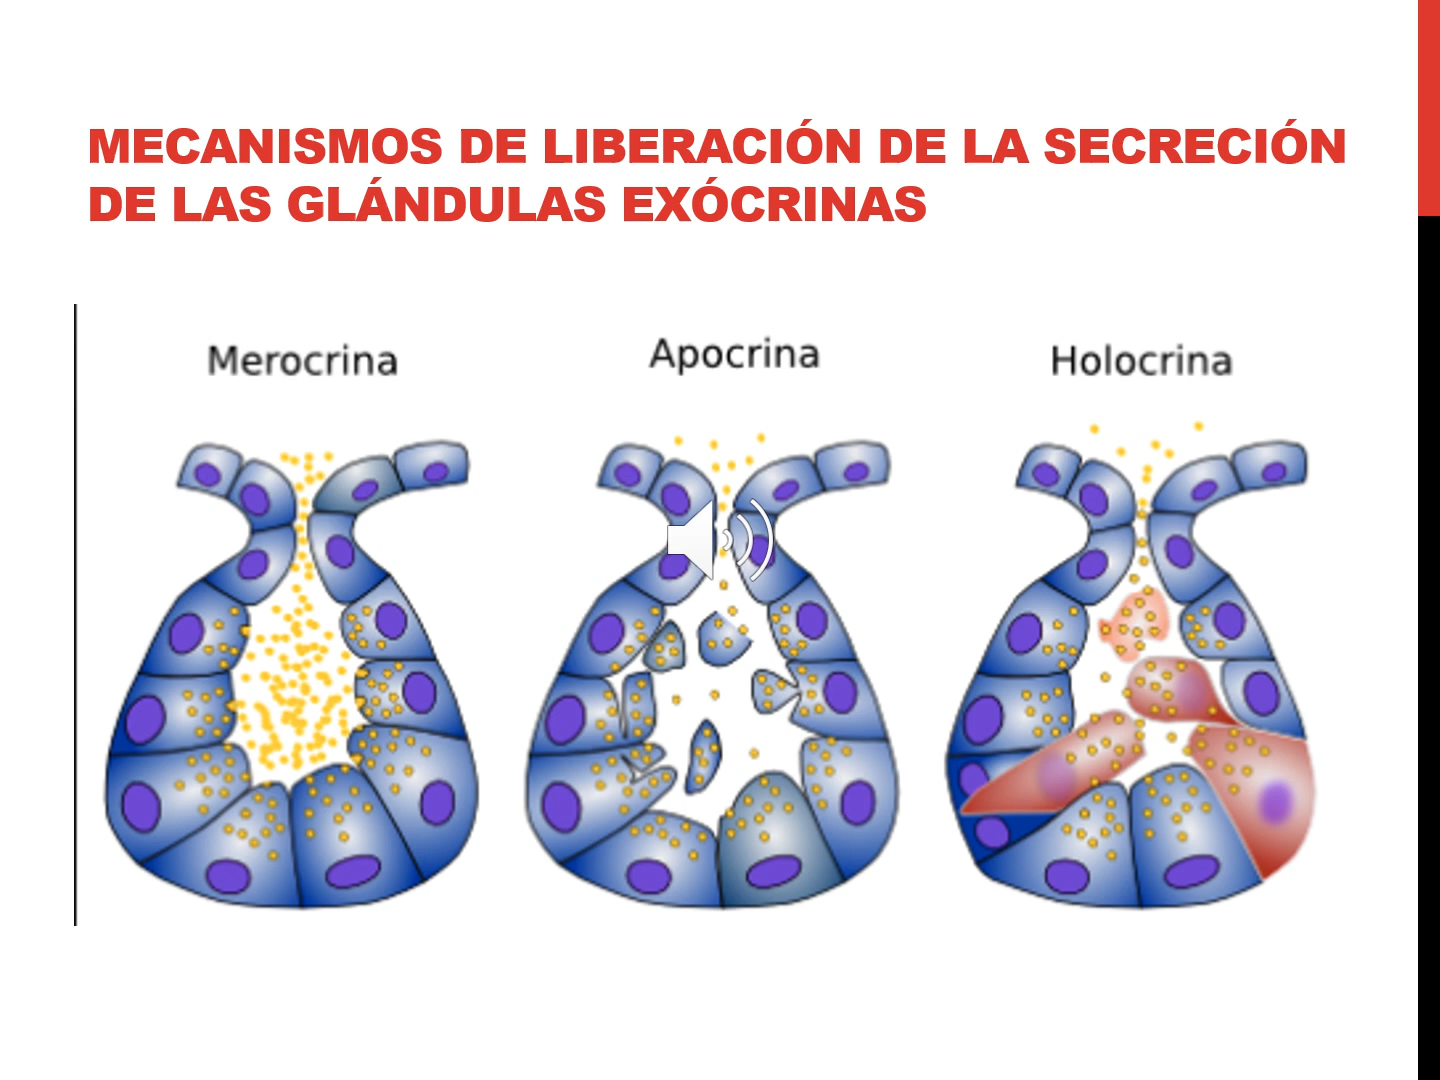 MECANISMOS DE LIBERACIÓN DE LA SECRECIÓN
DE LAS GLÁNDULAS EXÓCRINAS
Merocrina
Apocrina
Holocrina